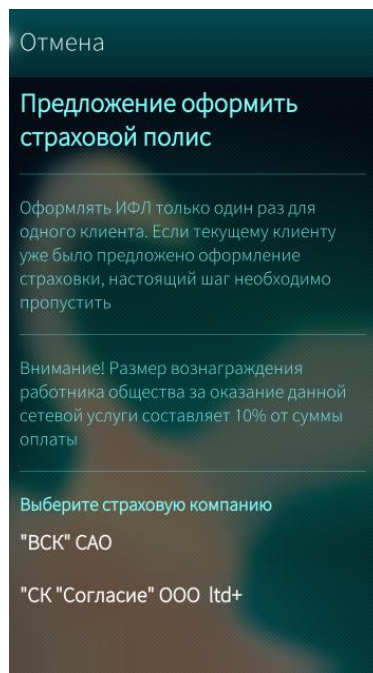 Отмена
Предложение оформить
страховой полис
Оформлять ИФЛ только один раз для
одного клиента. Если текущему клиенту
уже было предложено оформление
страховки, настоящий шаг необходимо
пропустить
Внимание! Размер вознаграждения
работника общества за оказание данной
сетевой услуги составляет 10% от суммы
оплаты
Выберите страховую компанию
"ВСК" САО
"СК "Согласие" ООО ltd+